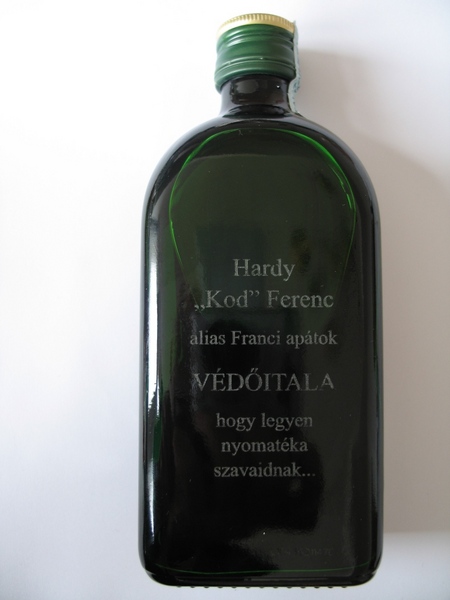 Hardy
„Kod” Ferenc
alias Franci apátok
VÉDŐITALA
hogy legyen
nyomatéka
szavaidnak...